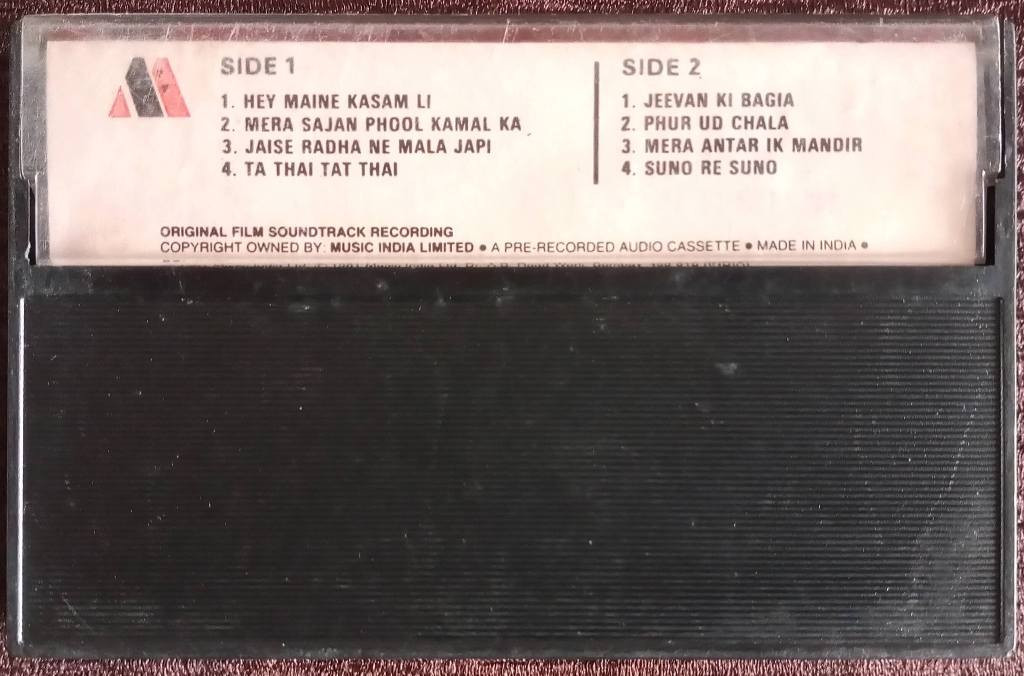 SIDE 1
1. HEY MAINE KASAM LI
2. MERA SAJAN PHOOL KAMAL KA
3. JAISE RADHA NE MALA JAPI
4. TA THAI TAT THAI
SIDE 2
1. JEEVAN KI BAGIA
2. PHUR UD CHALA
3. MERA ANTAR IK MANDIR
4. SUNO RE SUNO
ORIGINAL FILM SOUNDTRACK RECORDING
COPYRIGHT OWNED BY: MUSIC INDIA LIMITED ● A PRE-RECORDED AUDIO CASSETTE ● MADE IN INDIA ●